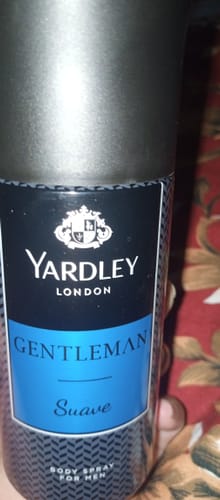 YARDLEY
LONDON
GENTLEMAN
Suave
BODY SPRAY
FOR MEN